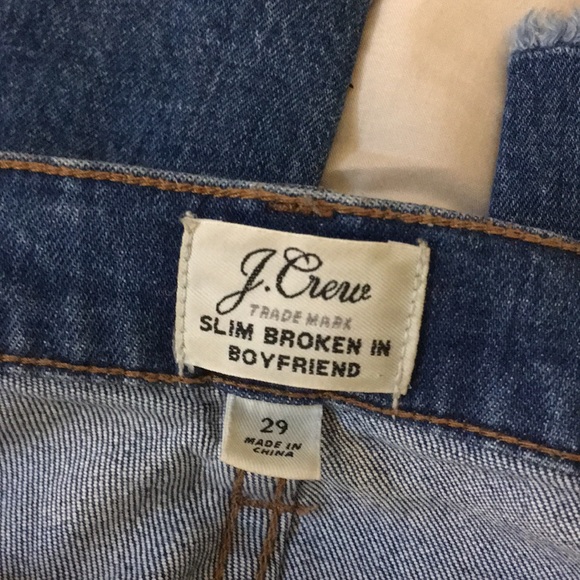 J.Crew
TRADE MARK
SLIM BROKEN IN
BOYFRIEND
29
MADE IN
CHINA